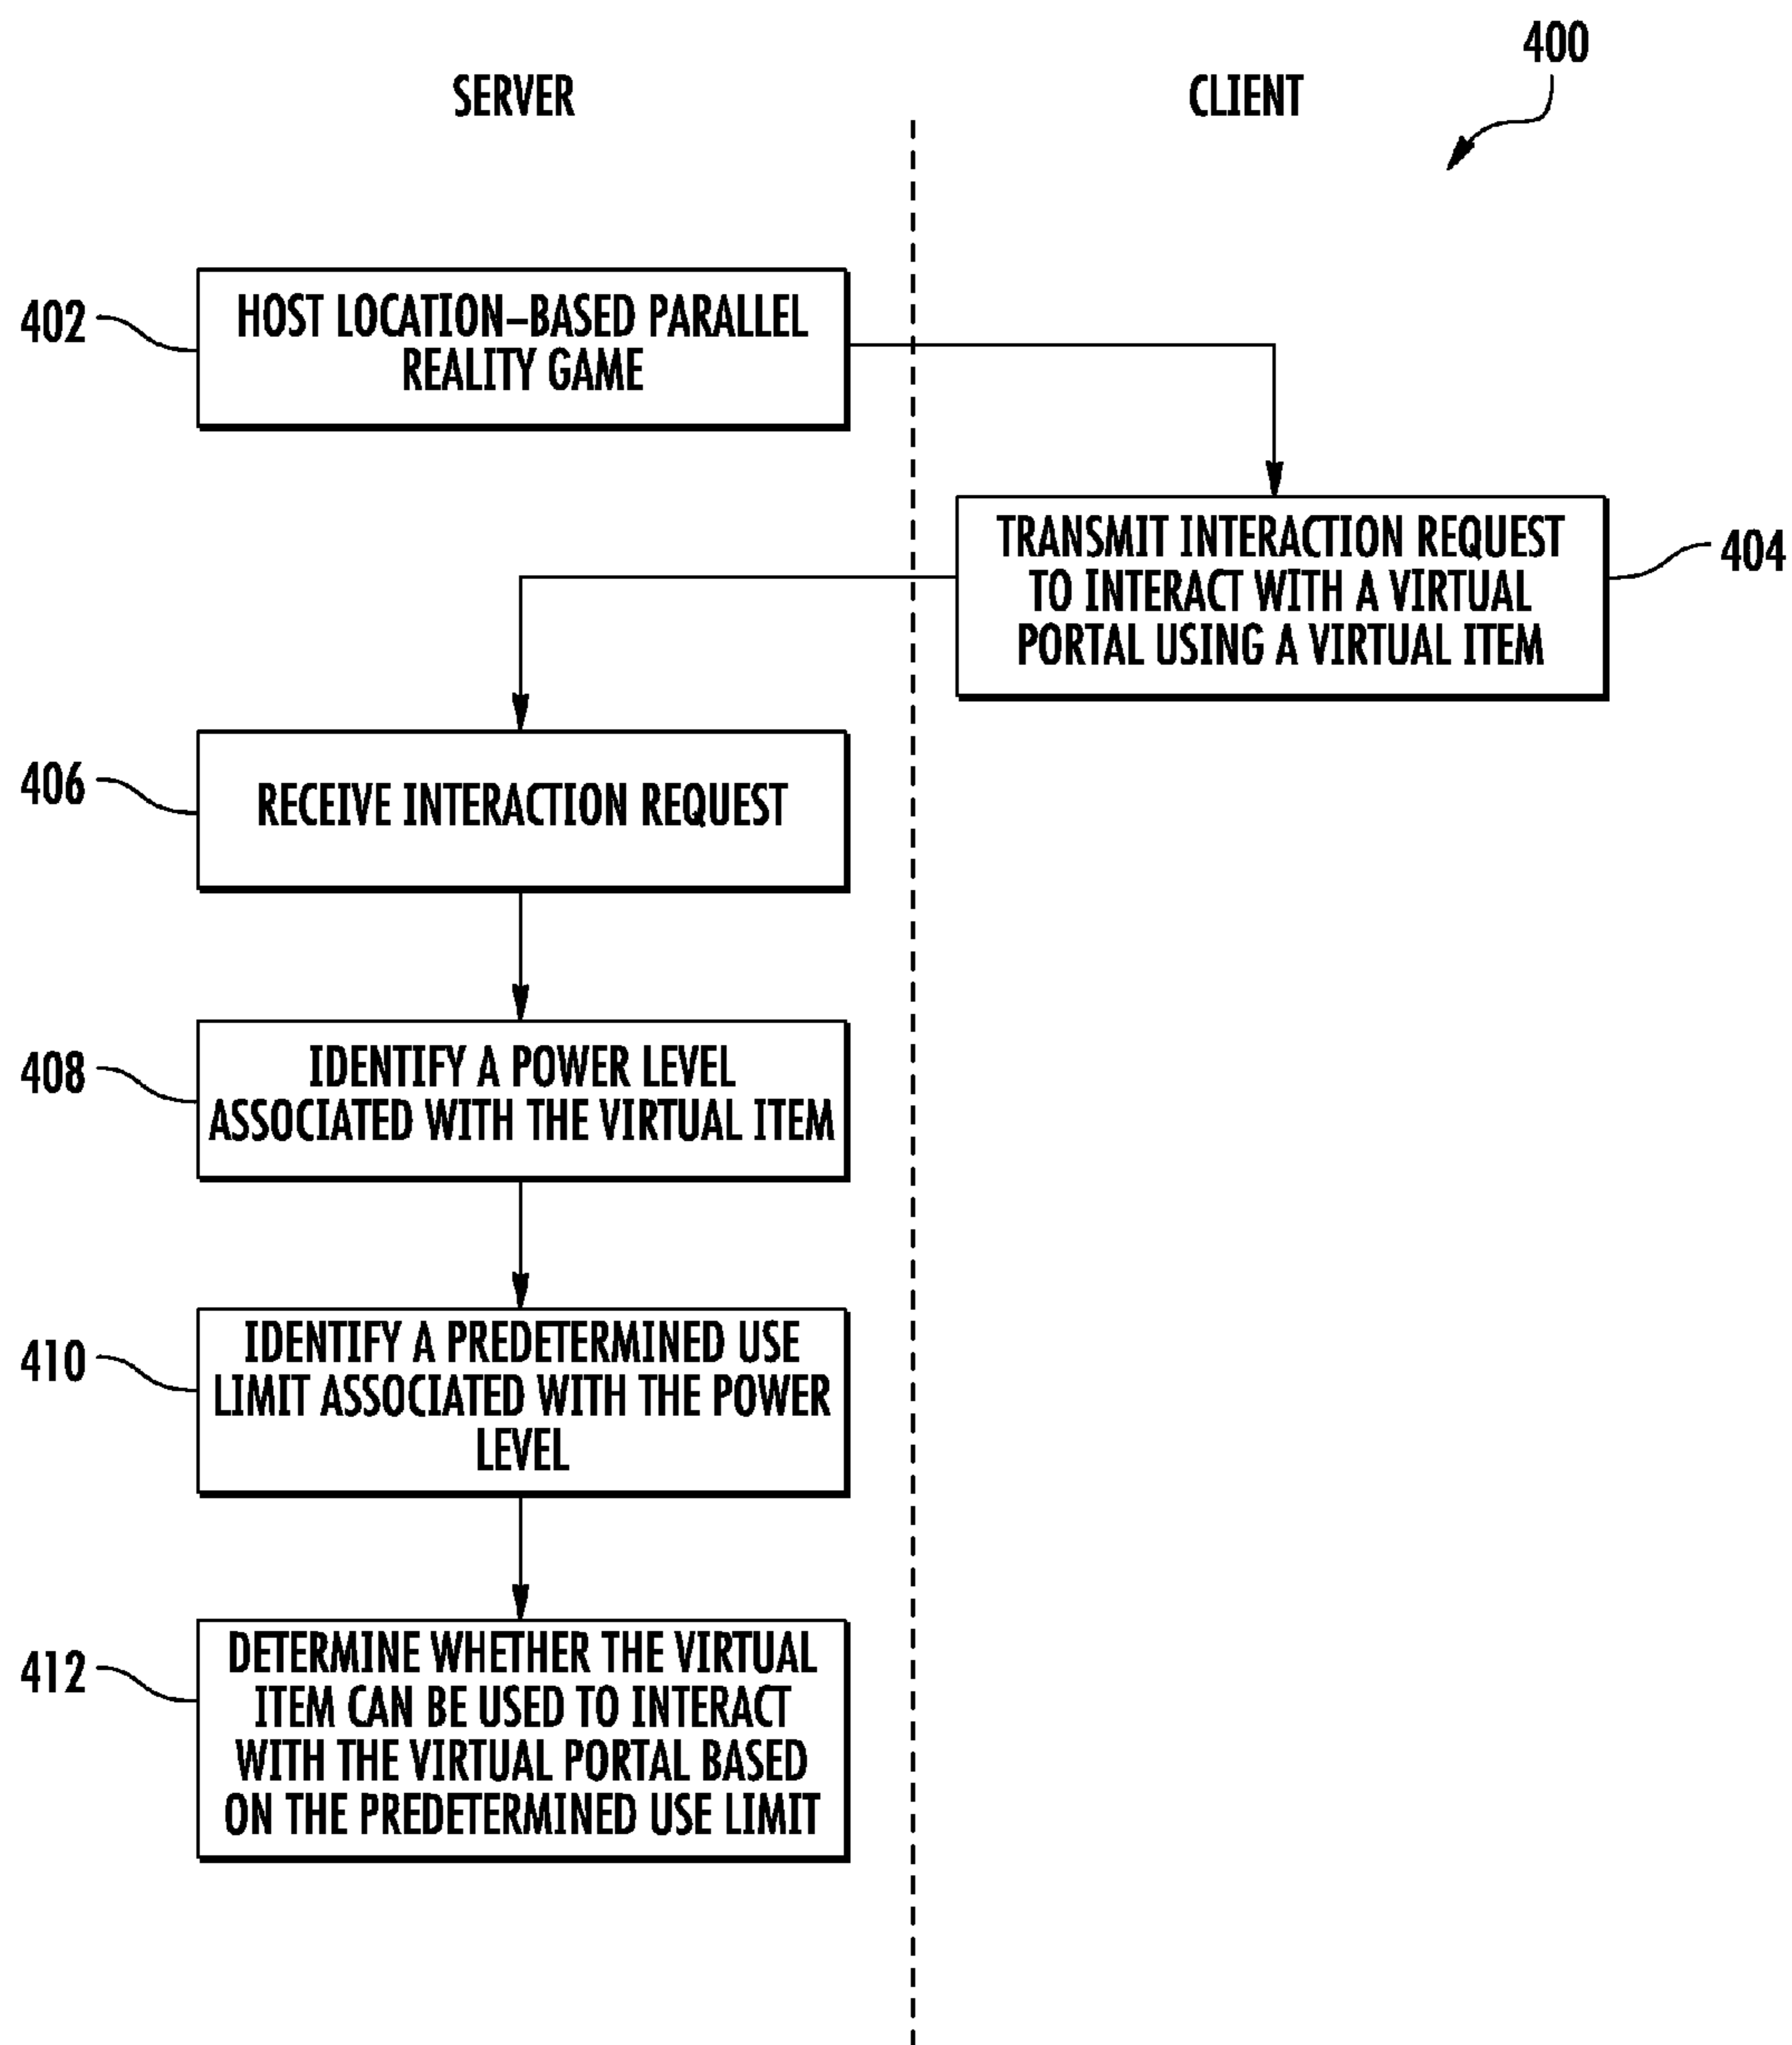 400
SERVER
CLIENT
402
HOST LOCATION–BASED PARALLEL
REALITY GAME
TRANSMIT INTERACTION REQUEST
TO INTERACT WITH A VIRTUAL
PORTAL USING A VIRTUAL ITEM
404
406
RECEIVE INTERACTION REQUEST
408
IDENTIFY A POWER LEVEL
ASSOCIATED WITH THE VIRTUAL ITEM
410
IDENTIFY A PREDETERMINED USE
LIMIT ASSOCIATED WITH THE POWER
LEVEL
412
DETERMINE WHETHER THE VIRTUAL
ITEM CAN BE USED TO INTERACT
WITH THE VIRTUAL PORTAL BASED
ON THE PREDETERMINED USE LIMIT